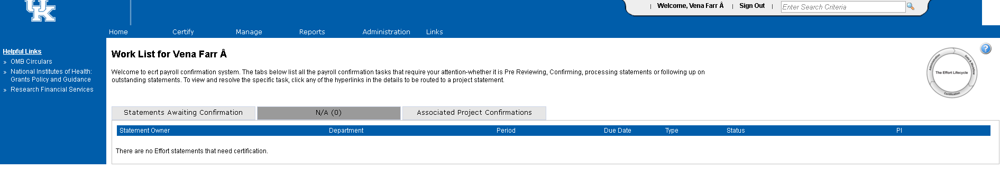 UK
| Welcome, Vena Farr Â | Sign Out | Enter Search Criteria
Home Certify Manage Reports Administration Links
Helpful Links
» OMB Circulars
» National Institutes of Health:
Grants Policy and Guidance
» Research Financial Services
Work List for Vena Farr Â
Welcome to ecrt payroll confirmation system. The tabs below list all the payroll confirmation tasks that require your attention-whether it is Pre Reviewing, Confirming, processing statements or following up on
outstanding statements. To view and resolve the specific task, click any of the hyperlinks in the details to be routed to a project statement.
?
Administration
Data & Workflow
The Effort Lifecycle
Certification
Statements Awaiting Confirmation N/A (0) Associated Project Confirmations
Statement Owner Department Period Due Date Type Status PI
There are no Effort statements that need certification.